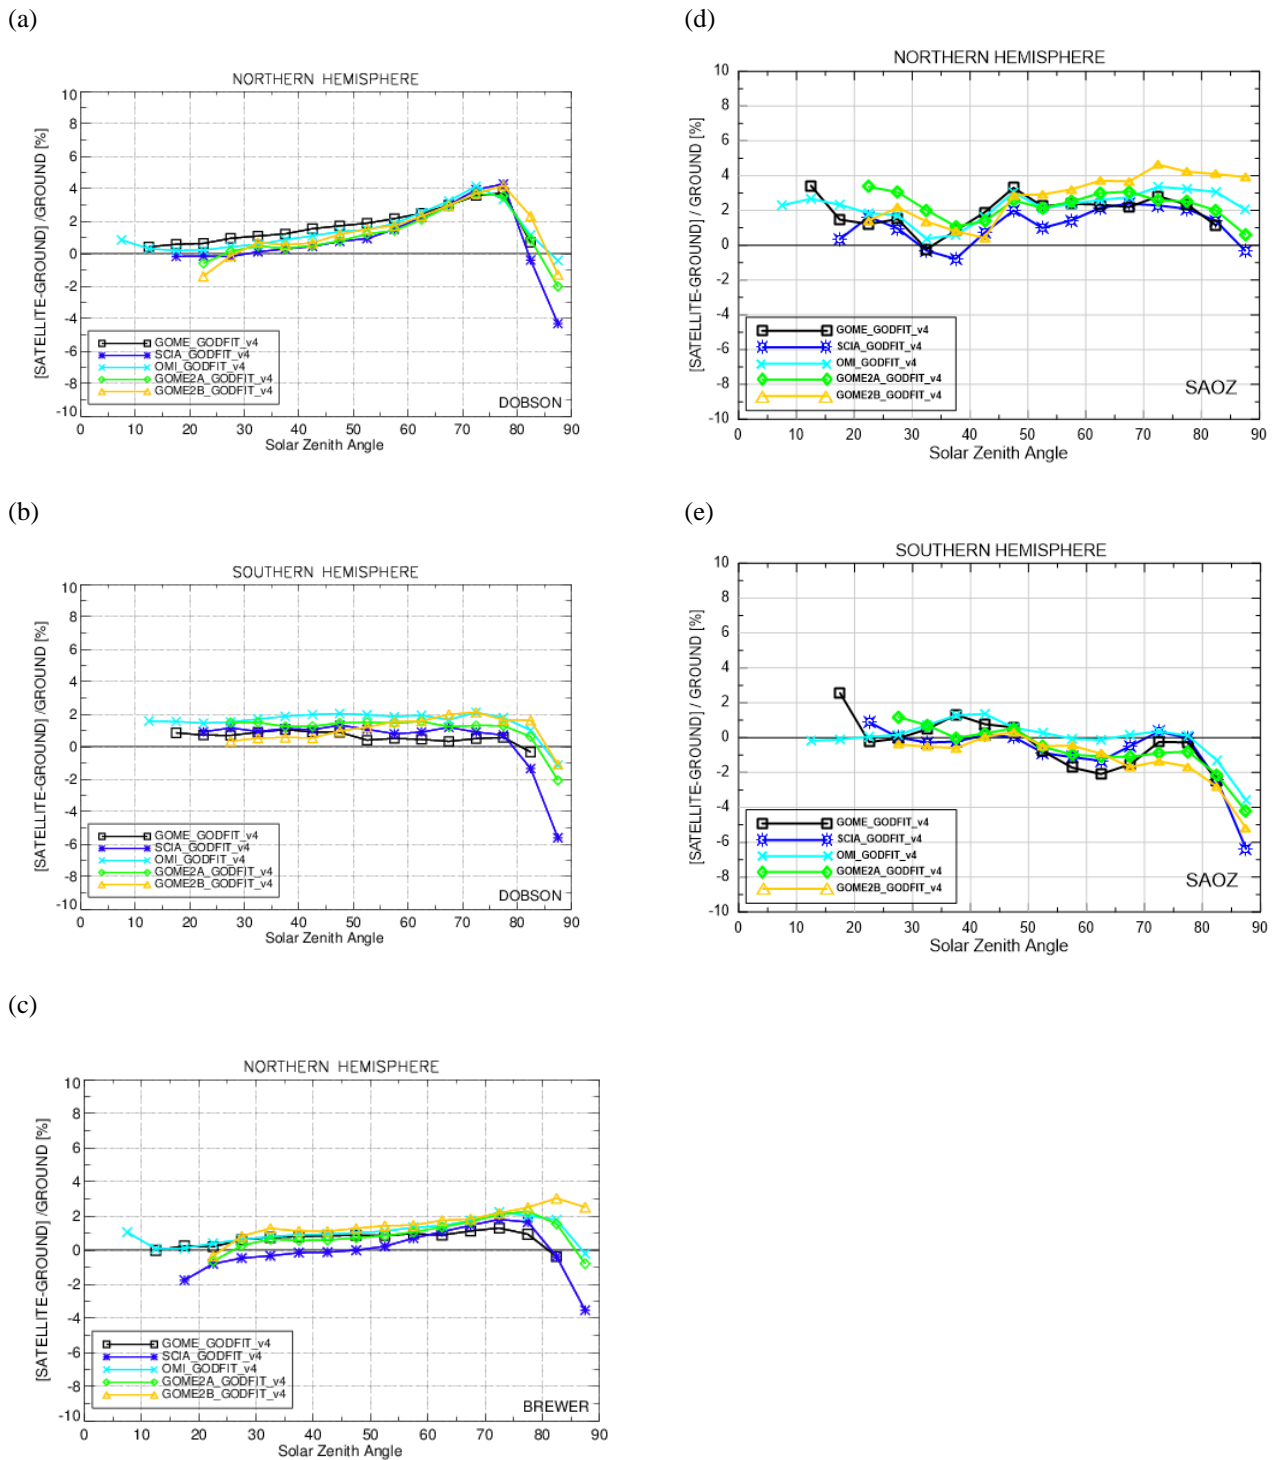 (a)
NORTHERN HEMISPHERE
[SATELLITE-GROUND] /GROUND [%]
10
8
6
4
2
0
-2
-4
-6
-8
-10
GOME_GODFIT_v4
SCIA_GODFIT_v4
OMI_GODFIT_v4
GOME2A_GODFIT_v4
GOME2B_GODFIT_v4
DOBSON
0 10 20 30 40 50 60 70 80 90
Solar Zenith Angle
(b)
SOUTHERN HEMISPHERE
[SATELLITE-GROUND] /GROUND [%]
10
8
6
4
2
0
-2
-4
-6
-8
-10
GOME_GODFIT_v4
SCIA_GODFIT_v4
OMI_GODFIT_v4
GOME2A_GODFIT_v4
GOME2B_GODFIT_v4
DOBSON
0 10 20 30 40 50 60 70 80 90
Solar Zenith Angle
(c)
NORTHERN HEMISPHERE
[SATELLITE-GROUND] /GROUND [%]
10
8
6
4
2
0
-2
-4
-6
-8
-10
GOME_GODFIT_v4
SCIA_GODFIT_v4
OMI_GODFIT_v4
GOME2A_GODFIT_v4
GOME2B_GODFIT_v4
BREWER
0 10 20 30 40 50 60 70 80 90
Solar Zenith Angle
(d)
NORTHERN HEMISPHERE
[SATELLITE-GROUND] / GROUND [%]
10
8
6
4
2
0
-2
-4
-6
-8
-10
GOME_GODFIT_v4
SCIA_GODFIT_v4
OMI_GODFIT_v4
GOME2A_GODFIT_v4
GOME2B_GODFIT_v4
SAOZ
0 10 20 30 40 50 60 70 80 90
Solar Zenith Angle
(e)
SOUTHERN HEMISPHERE
[SATELLITE-GROUND] / GROUND [%]
10
8
6
4
2
0
-2
-4
-6
-8
-10
GOME_GODFIT_v4
SCIA_GODFIT_v4
OMI_GODFIT_v4
GOME2A_GODFIT_v4
GOME2B_GODFIT_v4
SAOZ
0 10 20 30 40 50 60 70 80 90
Solar Zenith Angle